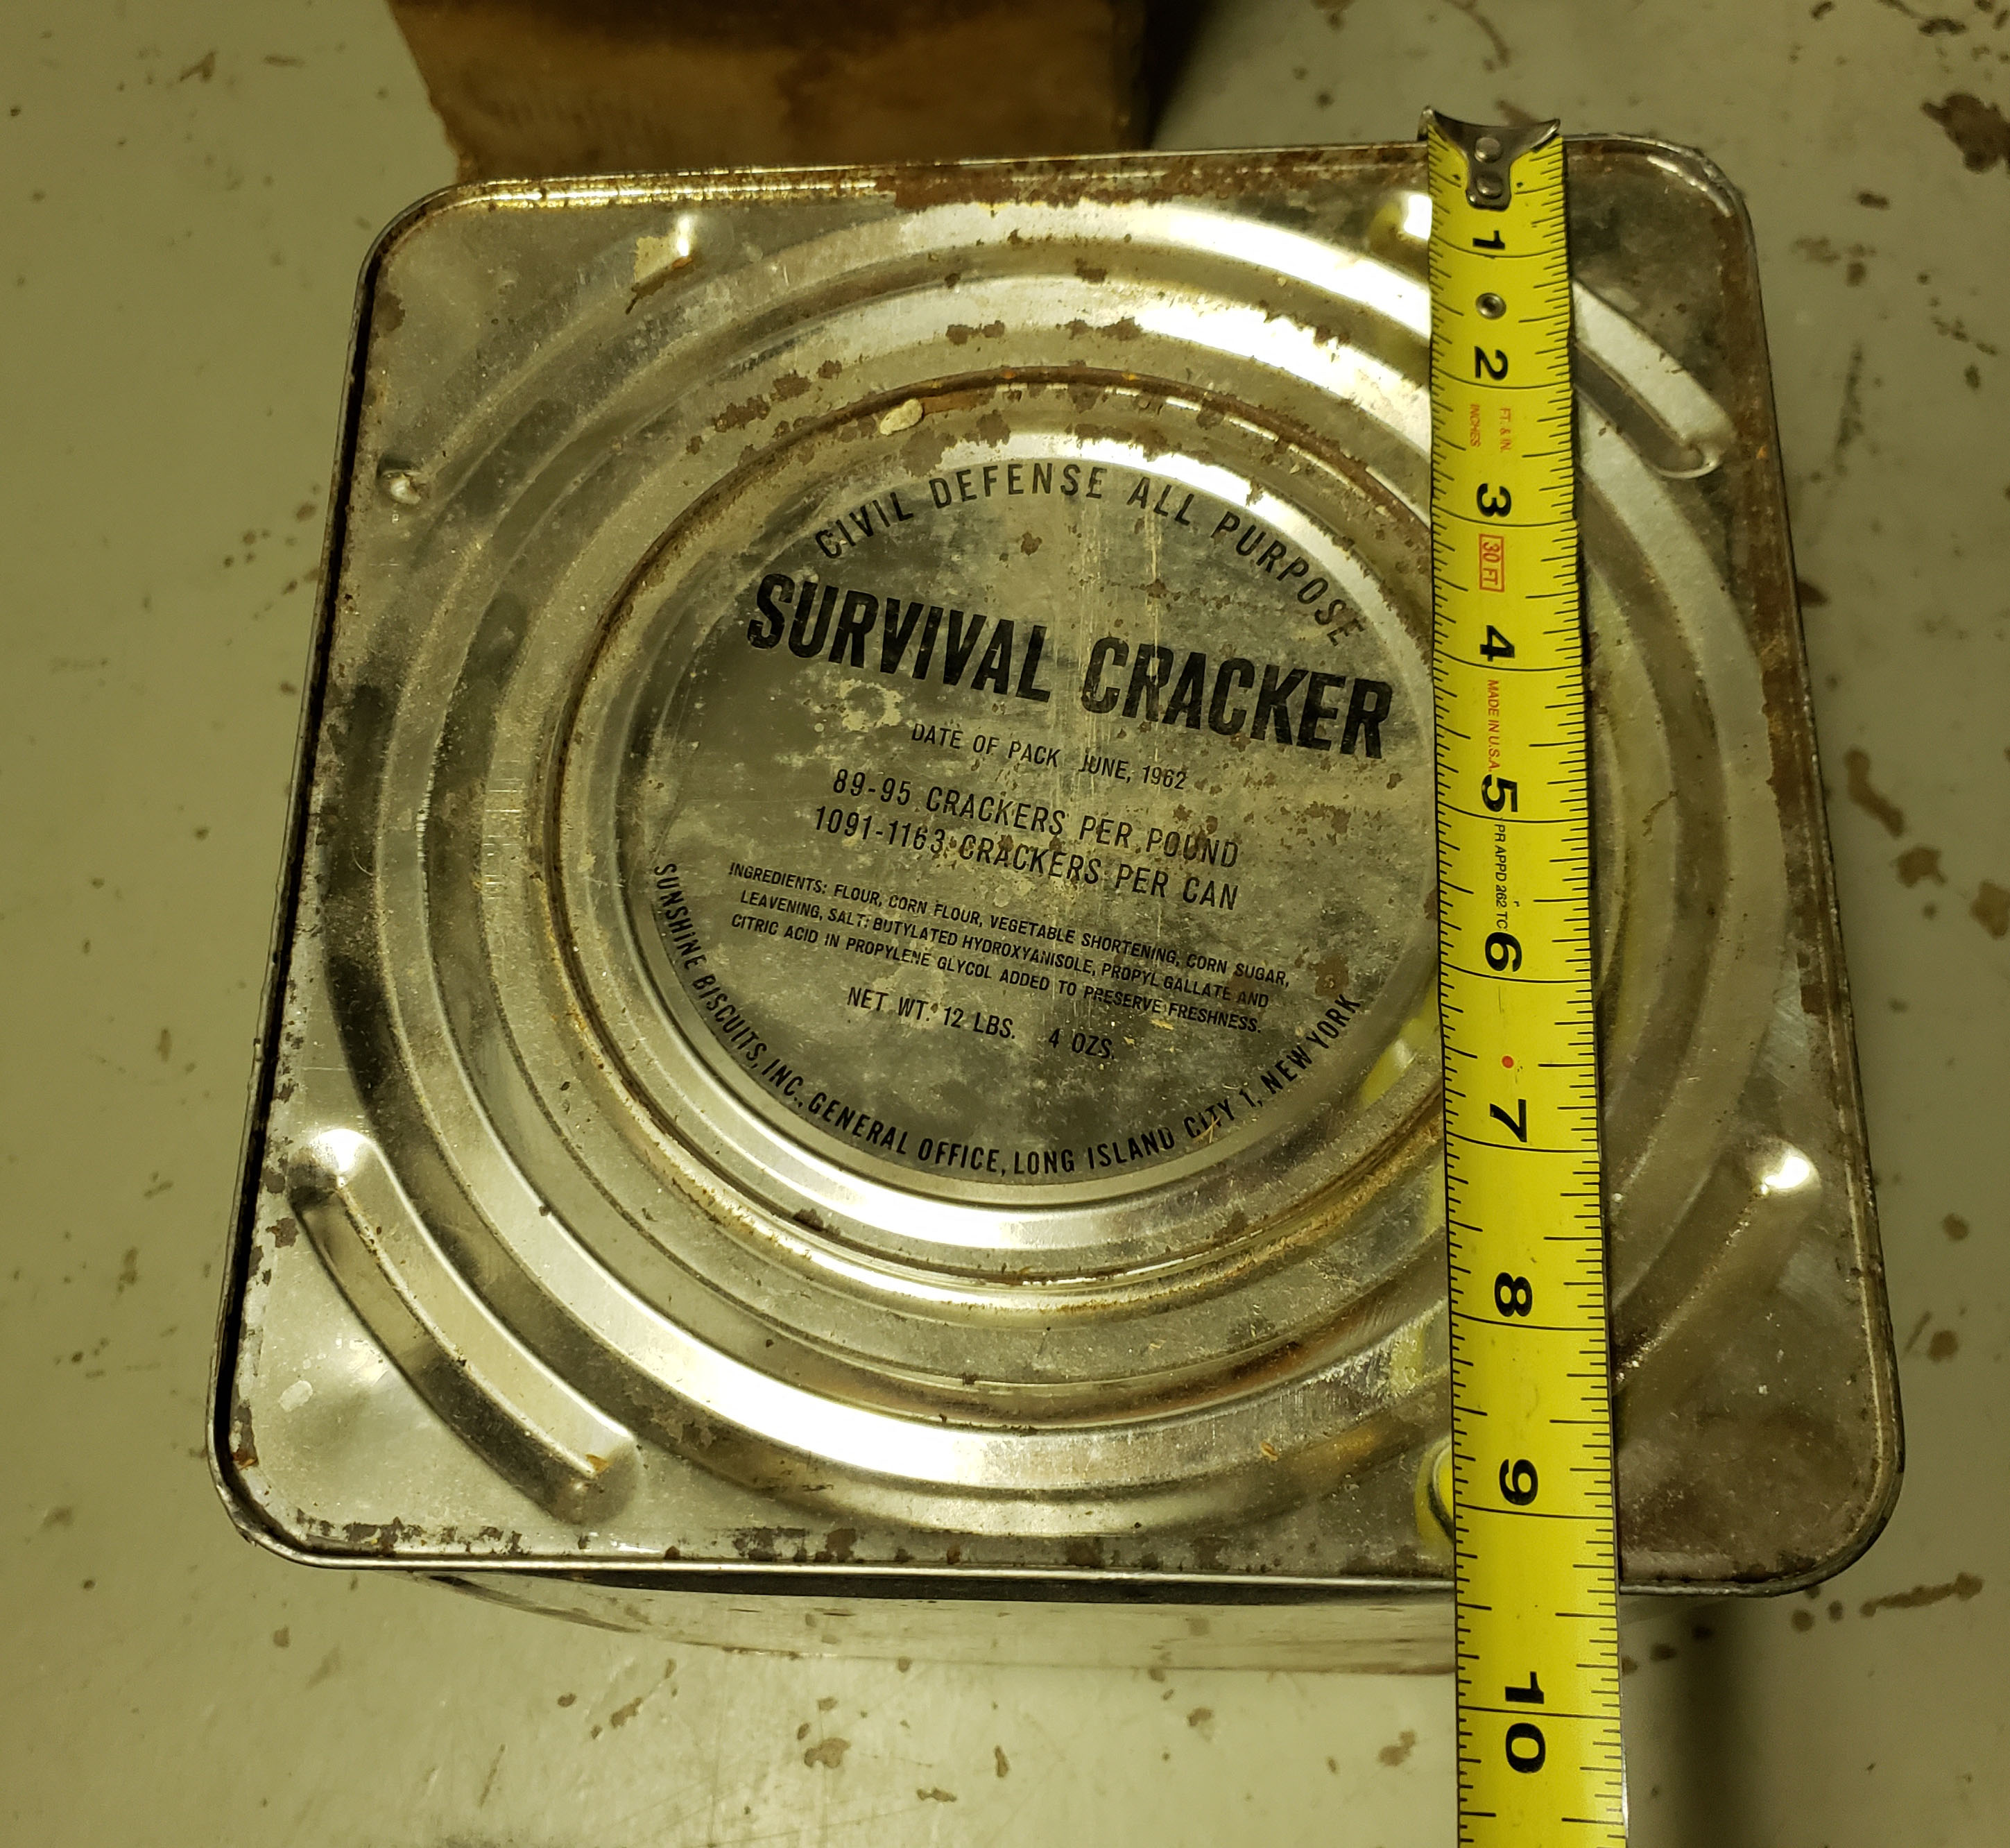 CIVIL DEFENSE ALL PURPOSE
SURVIVAL CRACKER
DATE OF PACK JUNE, 1962
89-95 CRACKERS PER POUND
1091-1163 CRACKERS PER CAN
INGREDIENTS: FLOUR, CORN FLOUR, VEGETABLE SHORTENING, CORN SUGAR,
LEAVENING, SALT: BUTYLATED HYDROXYANISOLE, PROPYL GALLATE AND
CITRIC ACID IN PROPYLENE GLYCOL ADDED TO PRESERVE FRESHNESS.
NET WT. 12 LBS. 4 OZS.
SUNSHINE BISCUITS, INC., GENERAL OFFICE, LONG ISLAND CITY 1, NEW YORK
1
2
FT. & IN.
INCHES
3
30 FT
4
MADE IN U.S.A.
5
PR APPD 262 TC
6
7
8
9
10